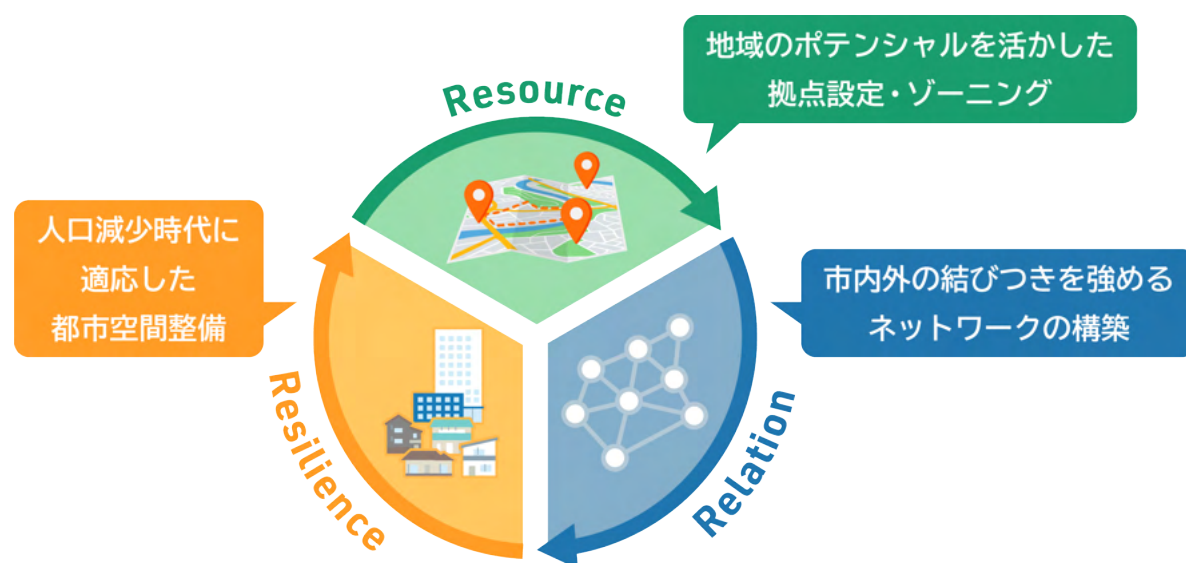 Resource
地域のポテンシャルを活かした
拠点設定・ゾーニング
人口減少時代に
適応した
都市空間整備
市内外の結びつきを強める
ネットワークの構築
Resilience
Relation